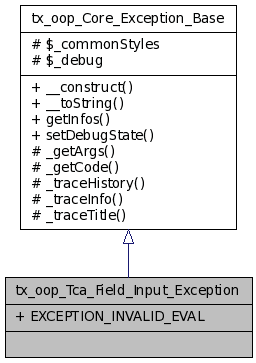 tx_oop_Core_Exception_Base
# $_commonStyles
# $_debug
+ __construct()
+ __toString()
+ getInfos()
+ setDebugState()
# _getArgs()
# _getCode()
# _traceHistory()
# _traceInfo()
# _traceTitle()
tx_oop_Tca_Field_Input_Exception
+ EXCEPTION_INVALID_EVAL